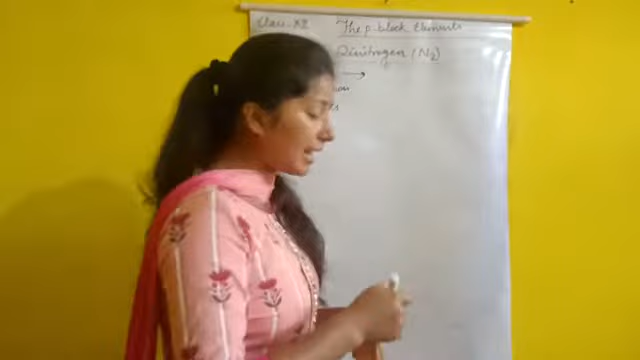 Class-XII The p-block Elements
Dinitrogen (N₂)